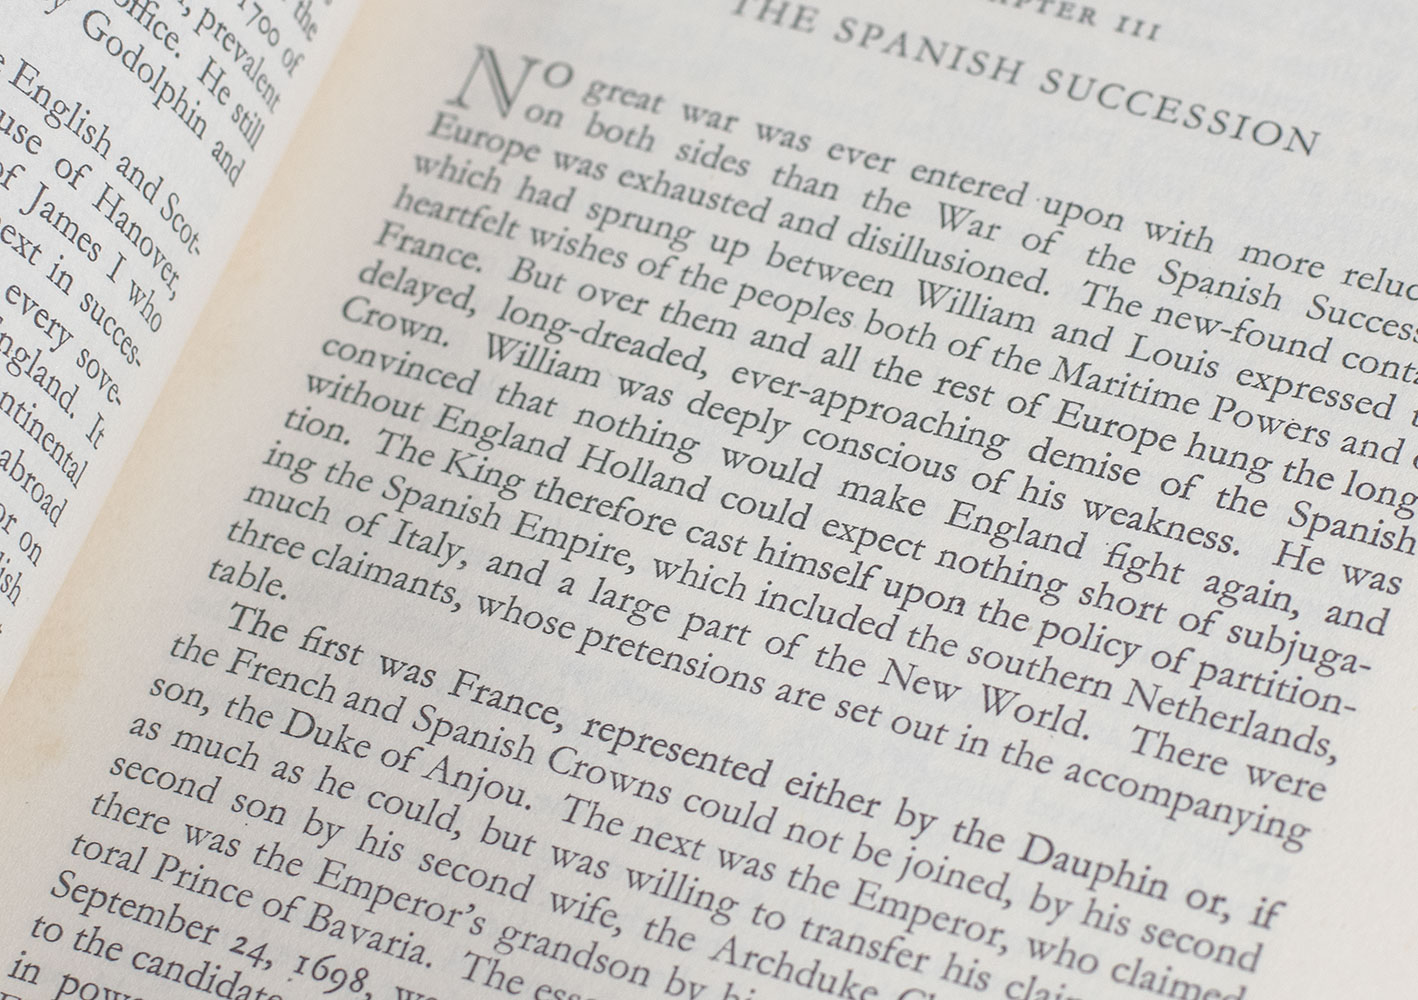 the
1700 of
, prevalent
office. He still
Godolphin and
English and Scot-
House of Hanover,
of James I who
next in succes-
every sove-
England. It
continental
abroad
or on
III
THE SPANISH SUCCESSION
NO great war was ever entered upon with more
on both sides than the War of the Spanish
Europe was exhausted and disillusioned. The new-found
which had sprung up between William and Louis expressed
heartfelt wishes of the peoples both of the Maritime Powers and
France. But over them and all the rest of Europe hung the long-
delayed, long-dreaded, ever-approaching demise of the Spanish
Crown. William was deeply conscious of his weakness. He was
convinced that nothing would make England fight again, and
without England Holland could expect nothing short of subjuga-
tion. The King therefore cast himself upon the policy of partition-
ing the Spanish Empire, which included the southern Netherlands,
much of Italy, and a large part of the New World. There were
three claimants, whose pretensions are set out in the accompanying
table.
The first was France, represented either by the Dauphin or, if
the French and Spanish Crowns could not be joined, by his second
son, the Duke of Anjou. The next was the Emperor, who claimed
as much as he could, but was willing to transfer his
second son by his second wife, the Archduke
there was the Emperor's grandson by
toral Prince of Bavaria. The
September 24, 1698,
to the
in